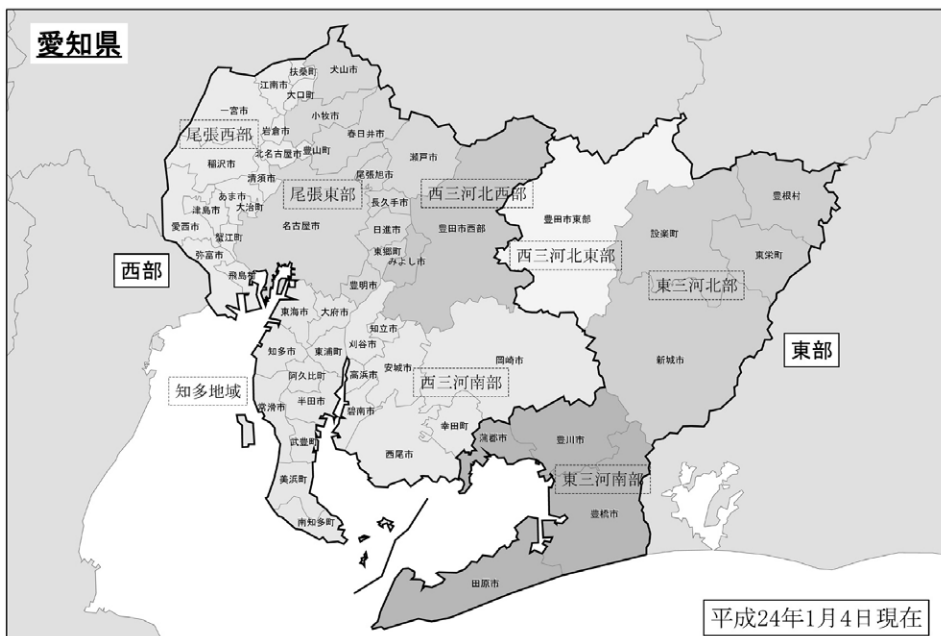 愛知県
扶桑町
犬山市
江南市
大口町
一宮市
小牧市
尾張西部
岩倉市
春日井市
北名古屋市
豊山町
瀬戸市
稲沢市
清須市
尾張旭市
西三河北西部
豊根村
あま市
尾張東部
長久手市
津島市
大治町
豊田市東部
愛西市
名古屋市
日進市
豊田市西部
設楽町
蟹江町
東郷町
東栄町
弥富市
みよし市
西三河北東部
西部
飛島村
豊明市
東三河北部
東海市
大府市
知立市
知多市
東浦町
刈谷市
岡崎市
新城市
東部
安城市
阿久比町
高浜市
西三河南部
知多地域
常滑市
半田市
碧南市
幸田町
蒲郡市
豊川市
武豊町
西尾市
東三河南部
美浜町
豊橋市
南知多町
田原市
平成24年1月4日現在